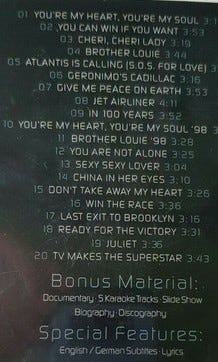 01 YOU'RE MY HEART, YOU'RE MY SOUL
02 YOU CAN WIN IF YOU WANT 3:53
03 CHERI, CHERI LADY 3:19
04 BROTHER LOUIE 3:44
05 ATLANTIS IS CALLING (S.O.S. FOR LOVE)
06 GERONIMO'S CADILLAC 3:16
07 GIVE ME PEACE ON EARTH 3:53
08 JET AIRLINER 4:11
09 IN 100 YEARS 3:52
10 YOU'RE MY HEART, YOU'RE MY SOUL '98
11 BROTHER LOUIE '98 3:28
12 YOU ARE NOT ALONE 3:25
13 SEXY SEXY LOVER 3:04
14 CHINA IN HER EYES 3:10
15 DON'T TAKE AWAY MY HEART 3:26
16 WIN THE RACE 3:36
17 LAST EXIT TO BROOKLYN 3:16
18 READY FOR THE VICTORY 3:31
19 JULIET 3:36
20 TV MAKES THE SUPERSTAR 3:43
Bonus Material:
Documentary · 5 Karaoke Tracks · Slide Show
Biography · Discography
Special Features:
English / German Subtitles · Lyrics